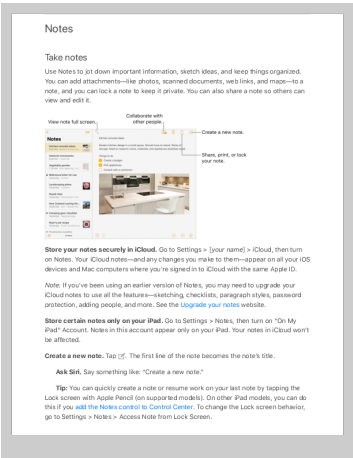 Notes
Take notes
Use Notes to jot down important information, sketch ideas, and keep things organized.
You can add attachments—like photos, scanned documents, web links, and maps—to a
note, and you can lock a note to keep it private. You can also share a note so others can
view and edit it.
Collaborate with
other people.
View note full screen.
Create a new note.
Share, print, or lock
your note.
Notes
Store your notes securely in iCloud. Go to Settings > [your name] > iCloud, then turn
on Notes. Your iCloud notes—and any changes you make to them—appear on all your iOS
devices and Mac computers where you're signed in to iCloud with the same Apple ID.
Note: If you've been using an earlier version of Notes, you may need to upgrade your
iCloud notes to use all the features—sketching, checklists, paragraph styles, password
protection, adding people, and more. See the Upgrade your notes website.
Store certain notes only on your iPad. Go to Settings > Notes, then turn on "On My
iPad" Account. Notes in this account appear only on your iPad. Your notes in iCloud won't
be affected.
Create a new note. Tap . The first line of the note becomes the note's title.
Ask Siri. Say something like: "Create a new note."
Tip: You can quickly create a note or resume work on your last note by tapping the
Lock screen with Apple Pencil (on supported models). On other iPad models, you can do
this if you add the Notes control to Control Center. To change the Lock screen behavior,
go to Settings > Notes > Access Note from Lock Screen.